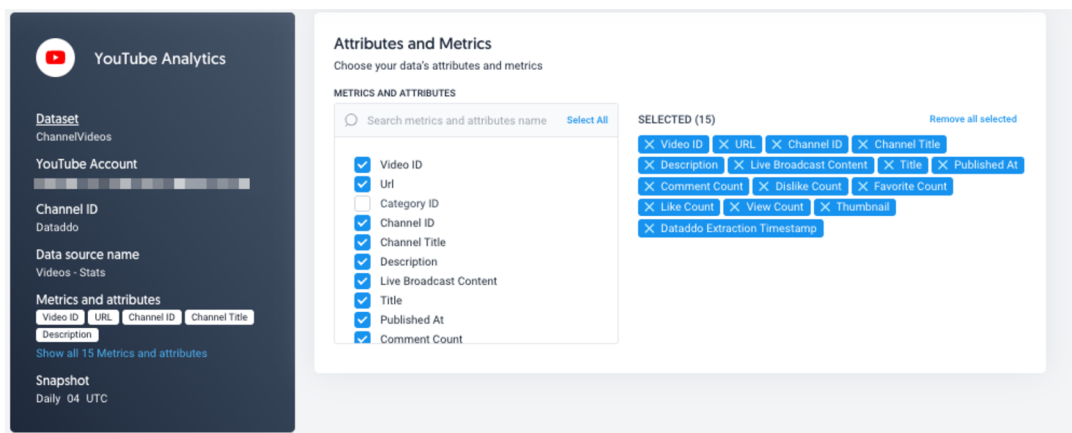 YouTube Analytics
Dataset
ChannelVideos
YouTube Account
Channel ID
Dataddo
Data source name
Videos - Stats
Metrics and attributes
Video ID URL Channel ID Channel Title
Description
Show all 15 Metrics and attributes
Snapshot
Daily 04 UTC
Attributes and Metrics
Choose your data's attributes and metrics
METRICS AND ATTRIBUTES
Search metrics and attributes name Select All
Video ID
Url
Category ID
Channel ID
Channel Title
Description
Live Broadcast Content
Title
Published At
Comment Count
SELECTED (15) Remove all selected
Video ID URL Channel ID Channel Title
Description Live Broadcast Content Title Published At
Comment Count Dislike Count Favorite Count
Like Count View Count Thumbnail
Dataddo Extraction Timestamp